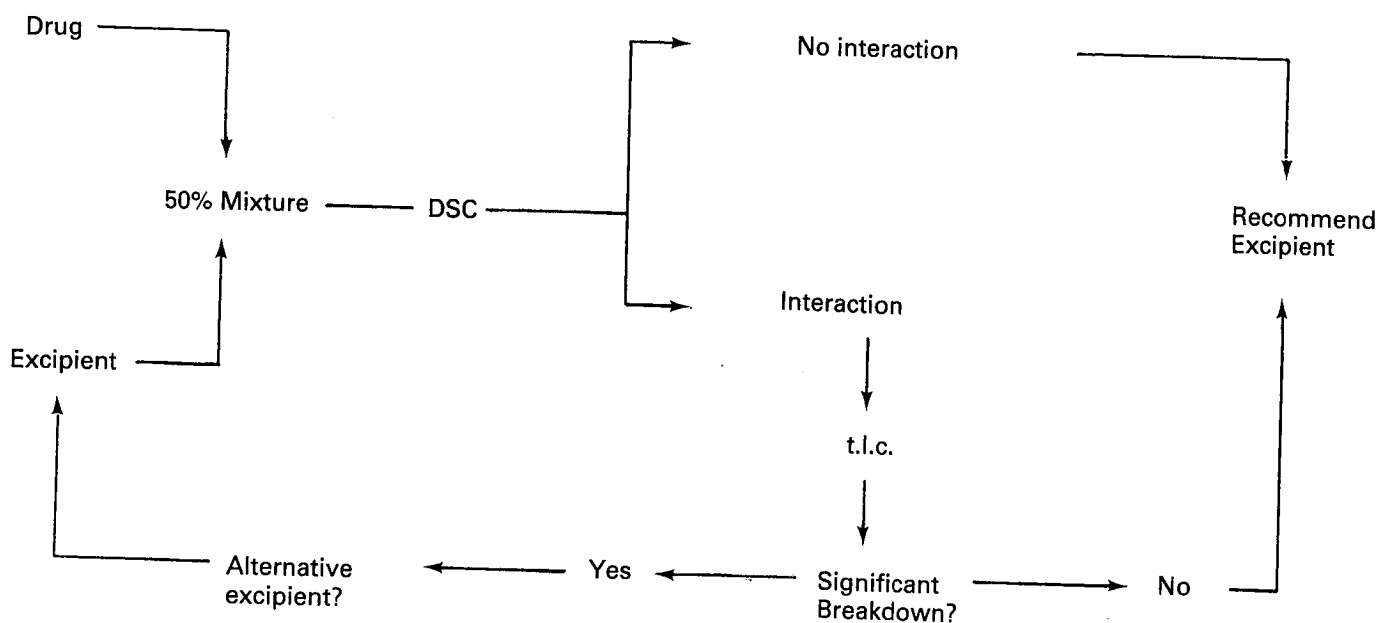 Drug
No interaction
50% Mixture
DSC
Recommend
Excipient
Interaction
Excipient
t.l.c.
Alternative
excipient?
Yes
Significant
Breakdown?
No